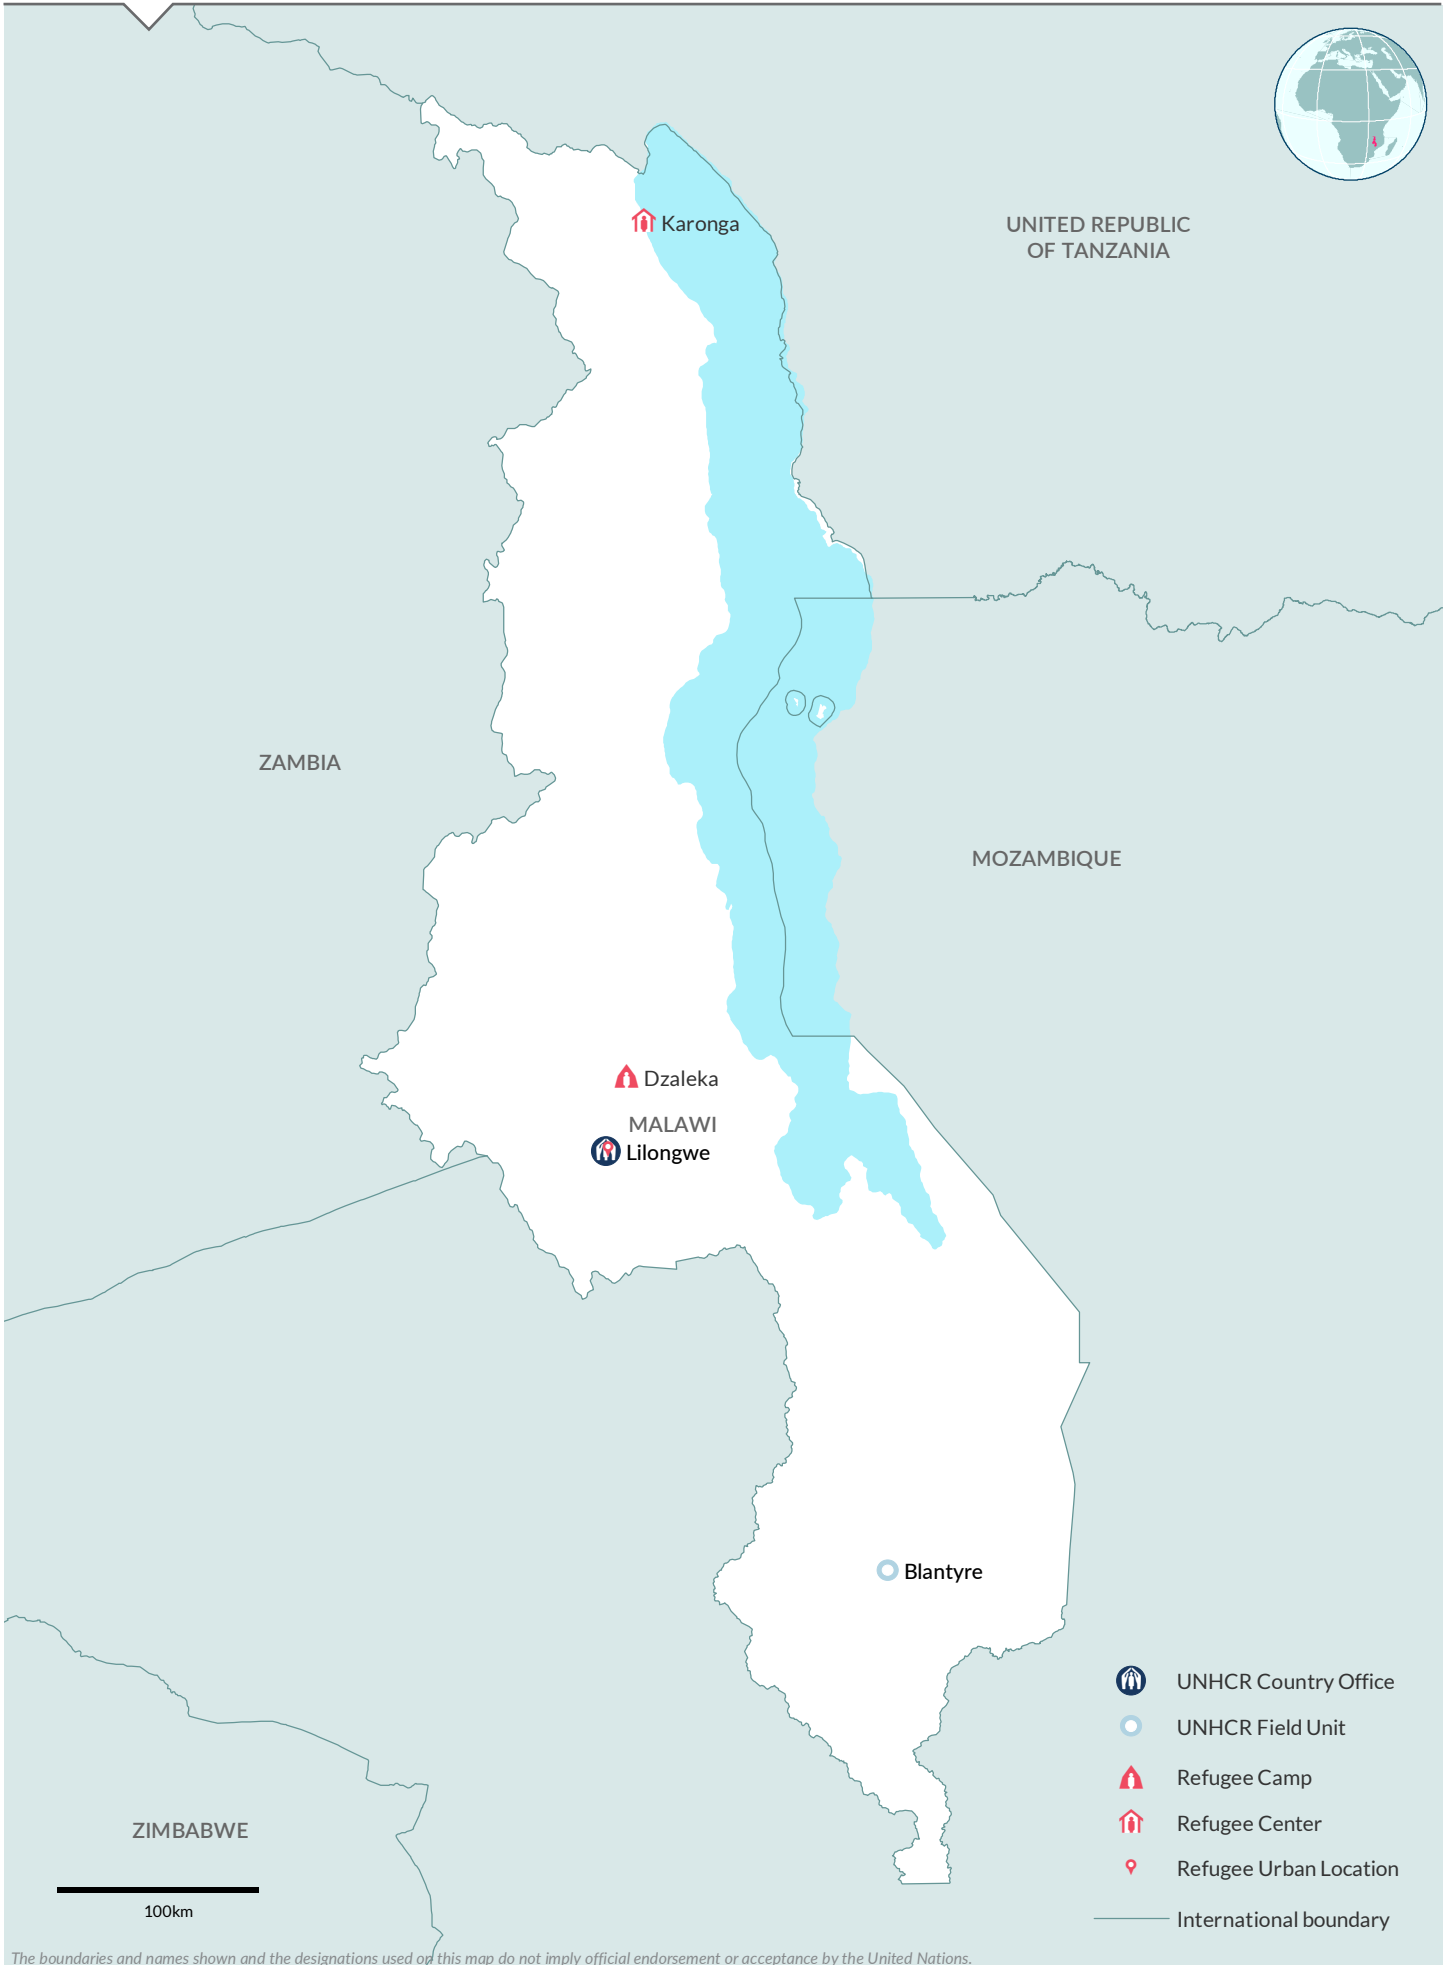 Karonga
UNITED REPUBLIC
OF TANZANIA
ZAMBIA
MOZAMBIQUE
Dzaleka
MALAWI
Lilongwe
Blantyre
UNHCR Country Office
UNHCR Field Unit
Refugee Camp
Refugee Center
Refugee Urban Location
International boundary
ZIMBABWE
100km
The boundaries and names shown and the designations used on this map do not imply official endorsement or acceptance by the United Nations.